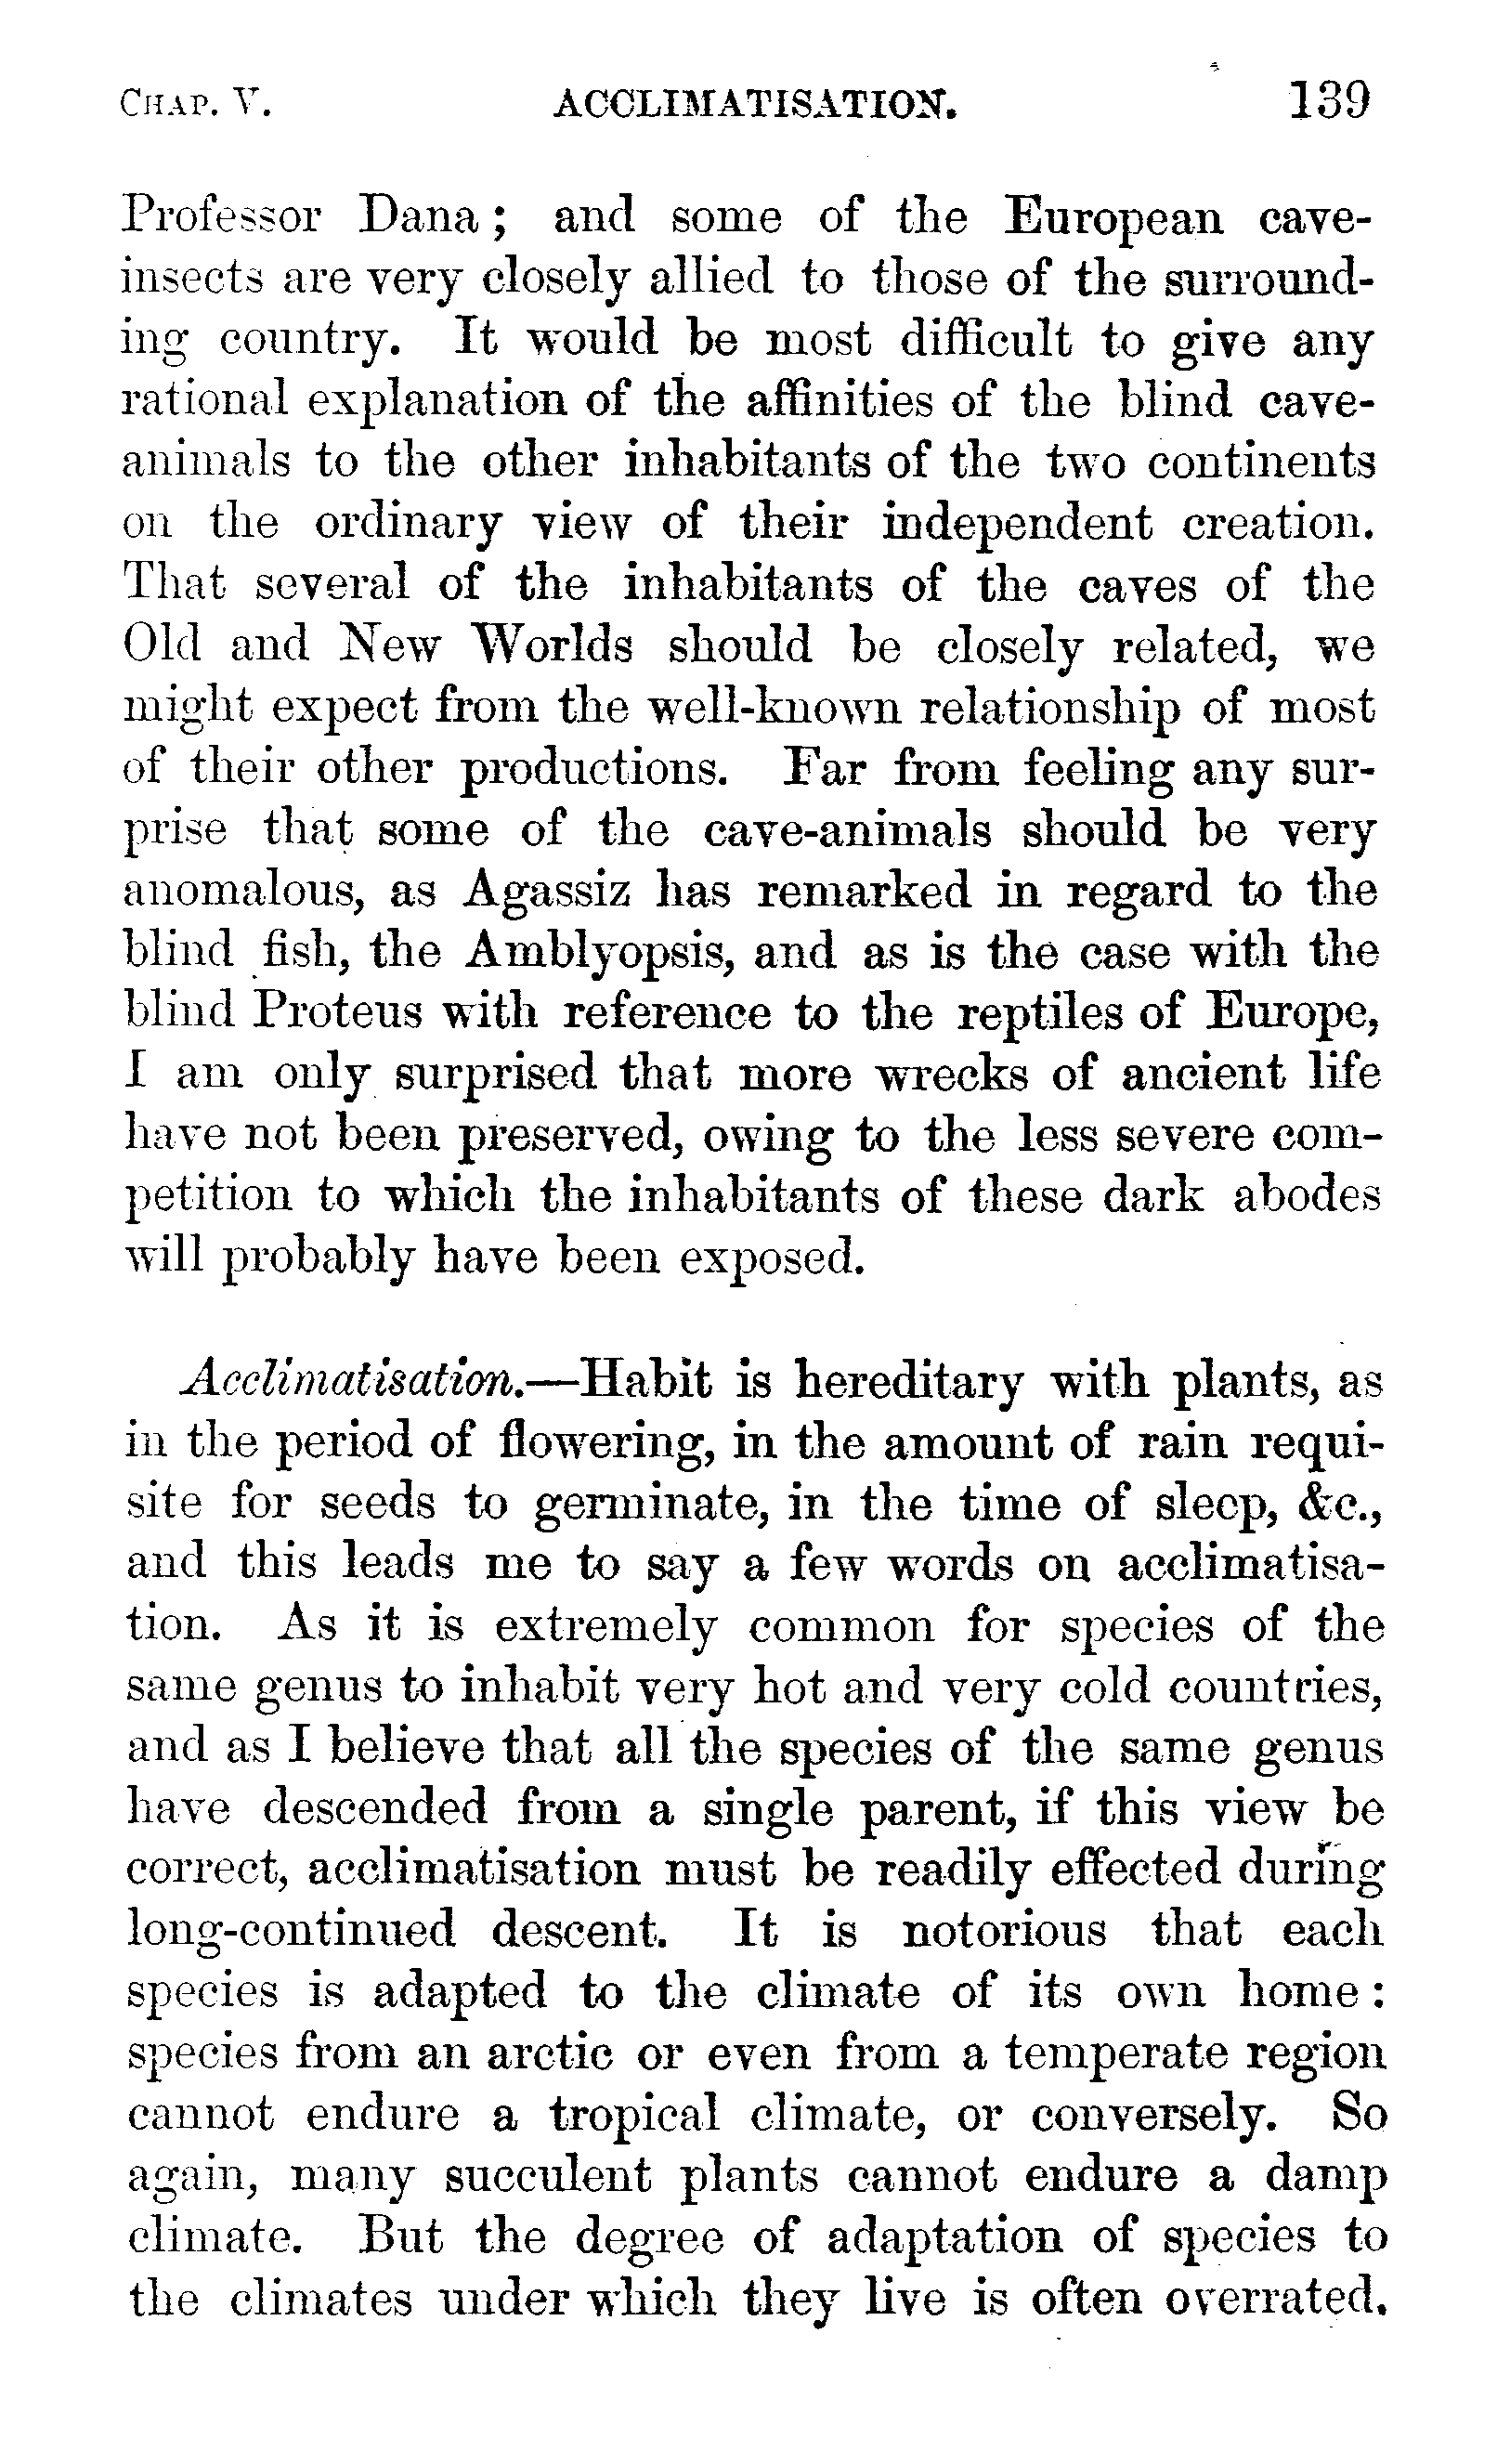 CHAP. V. ACCLIMATISATION. 139
Professor Dana; and some of the European cave-
insects are very closely allied to those of the surround-
ing country. It would be most difficult to give any
rational explanation of the affinities of the blind cave-
animals to the other inhabitants of the two continents
on the ordinary view of their independent creation.
That several of the inhabitants of the caves of the
Old and New Worlds should be closely related, we
might expect from the well-known relationship of most
of their other productions. Far from feeling any sur-
prise that some of the cave-animals should be very
anomalous, as Agassiz has remarked in regard to the
blind fish, the Amblyopsis, and as is the case with the
blind Proteus with reference to the reptiles of Europe,
I am only surprised that more wrecks of ancient life
have not been preserved, owing to the less severe com-
petition to which the inhabitants of these dark abodes
will probably have been exposed.
Acclimatisation.—Habit is hereditary with plants, as
in the period of flowering, in the amount of rain requi-
site for seeds to germinate, in the time of sleep, &c.,
and this leads me to say a few words on acclimatisa-
tion. As it is extremely common for species of the
same genus to inhabit very hot and very cold countries,
and as I believe that all the species of the same genus
have descended from a single parent, if this view be
correct, acclimatisation must be readily effected during
long-continued descent. It is notorious that each
species is adapted to the climate of its own home:
species from an arctic or even from a temperate region
cannot endure a tropical climate, or conversely. So
again, many succulent plants cannot endure a damp
climate. But the degree of adaptation of species to
the climates under which they live is often overrated.